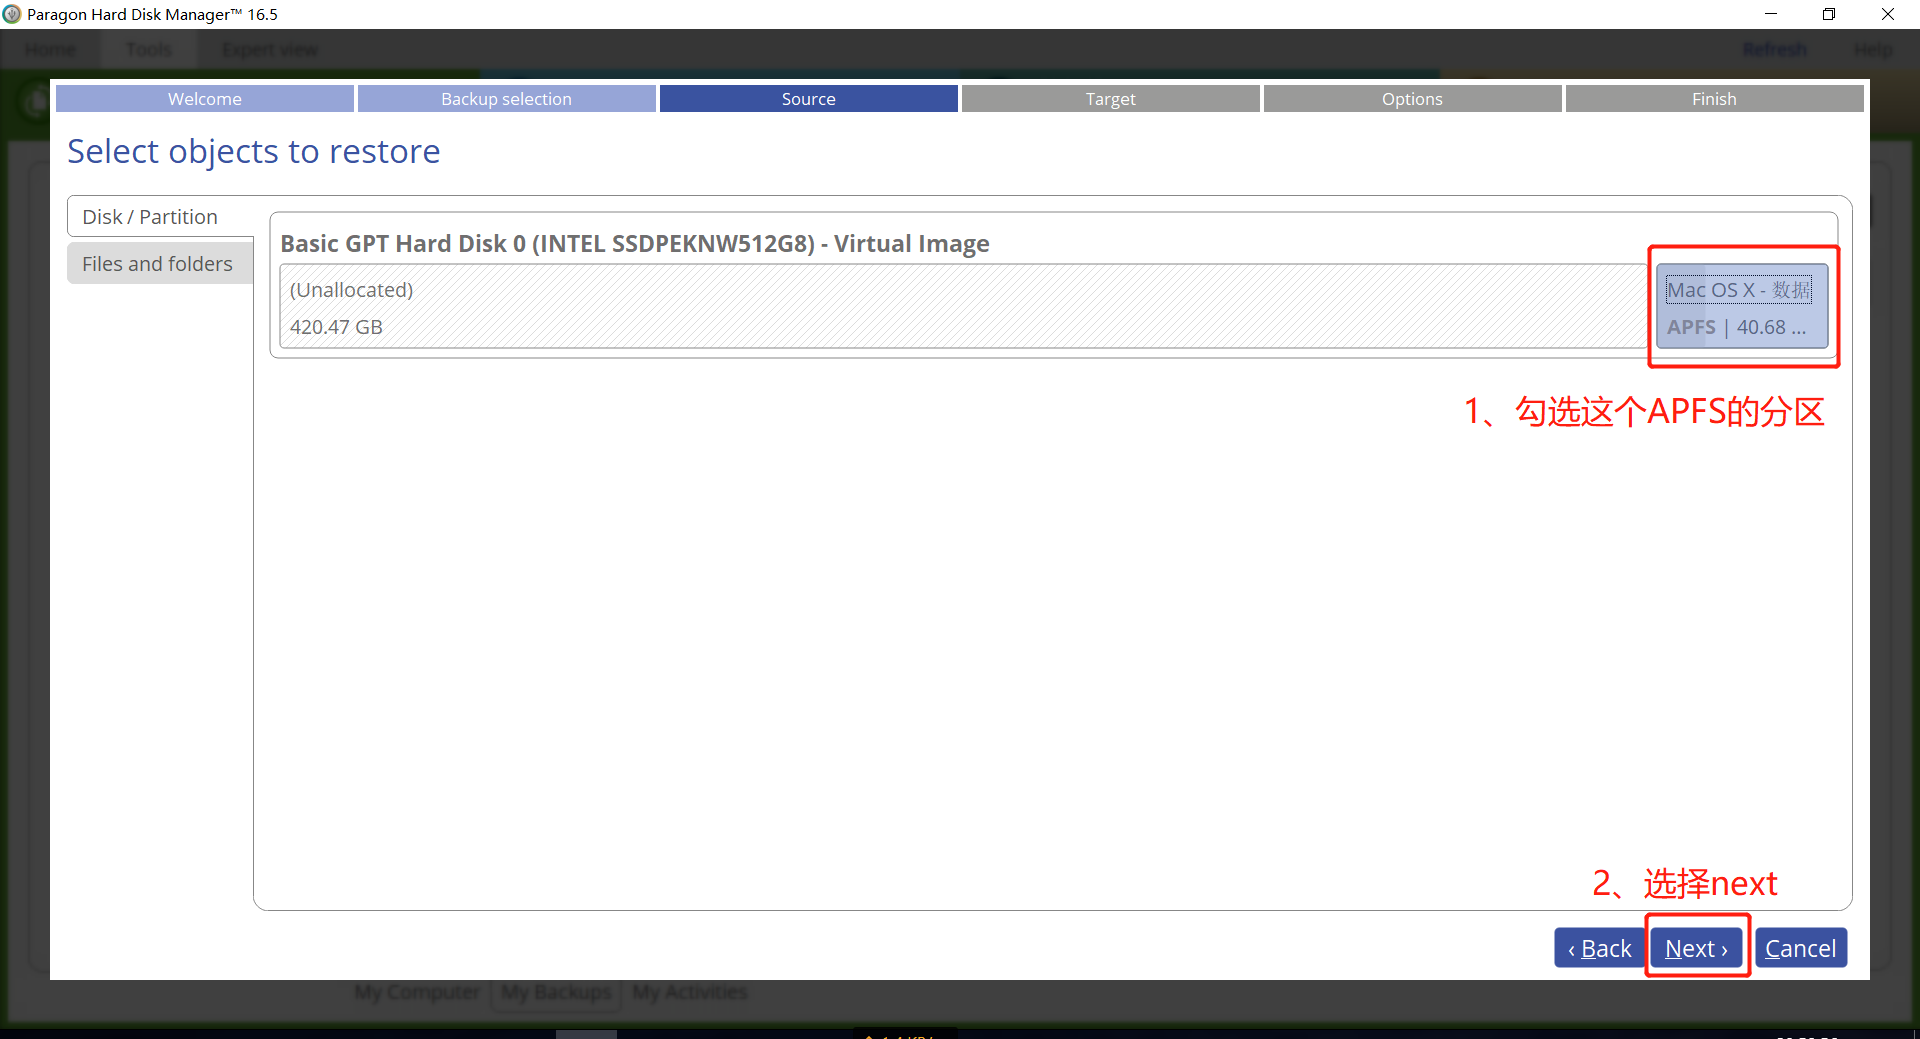 Paragon Hard Disk Manager™ 16.5
Home Tools Expert view Refresh Help
Welcome Backup selection Source Target Options Finish
Select objects to restore
Disk / Partition
Files and folders
Basic GPT Hard Disk 0 (INTEL SSDPEKNW512G8) - Virtual Image
(Unallocated)
420.47 GB
Mac OS X - 数据
APFS | 40.68 ...
1、勾选这个APFS的分区
2、选择next
‹ Back Next › Cancel
My Computer My Backups My Activities